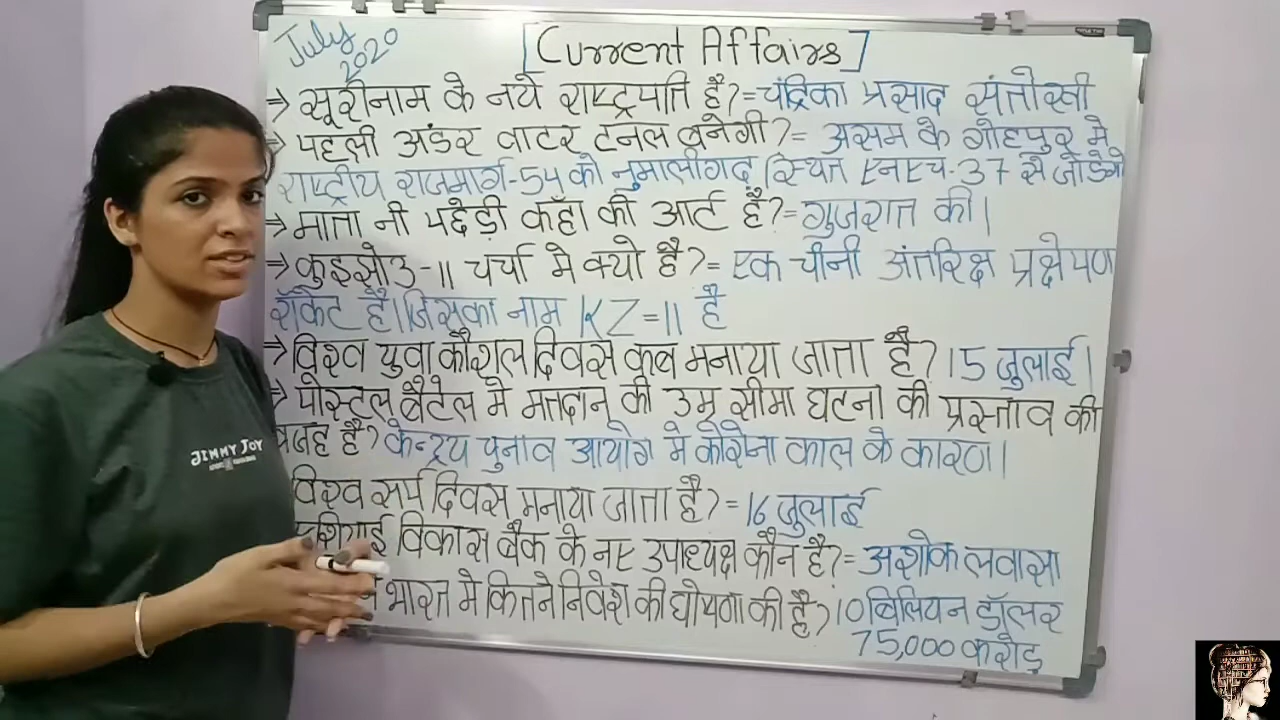 July
2020
[Current Affairs]
⇒ सूरीनाम के नये राष्ट्रपति है?=चंद्रिका प्रसाद संतोखी
⇒ पहली अंडर वाटर टनल बनेगी?= असम के गोहपुर मे
राष्ट्रीय राजमार्ग-54 को नुमालीगढ़ स्थित एनएच-37 से जोडेगी
⇒ माता नी पछेड़ी कहाँ की आर्ट है?=गुजरात की।
⇒ कुइझोउ-11 चर्चा मे क्यो है?= एक चीनी अंतरिक्ष प्रक्षेपण
रॉकेट है। जिसका नाम KZ=11 है
⇒ विश्व युवा कौशल दिवस कब मनाया जाता है? 15 जुलाई।
⇒ पोस्टल बैटेल मे मतदान की उम्र सीमा घटना की प्रस्ताव की
वजह है? केन्द्रय चुनाव आयोग मे कोरोना काल के कारण।
विश्व सर्प दिवस मनाया जाता है?= 16 जुलाई
एशियाई विकास बैंक के नए उपाध्यक्ष कौन है?= अशोक लवासा
भारत मे कितने निवेश की घोषणा की है? 10 बिलियन डॉलर
75,000 करोड़
JIMMY JOY